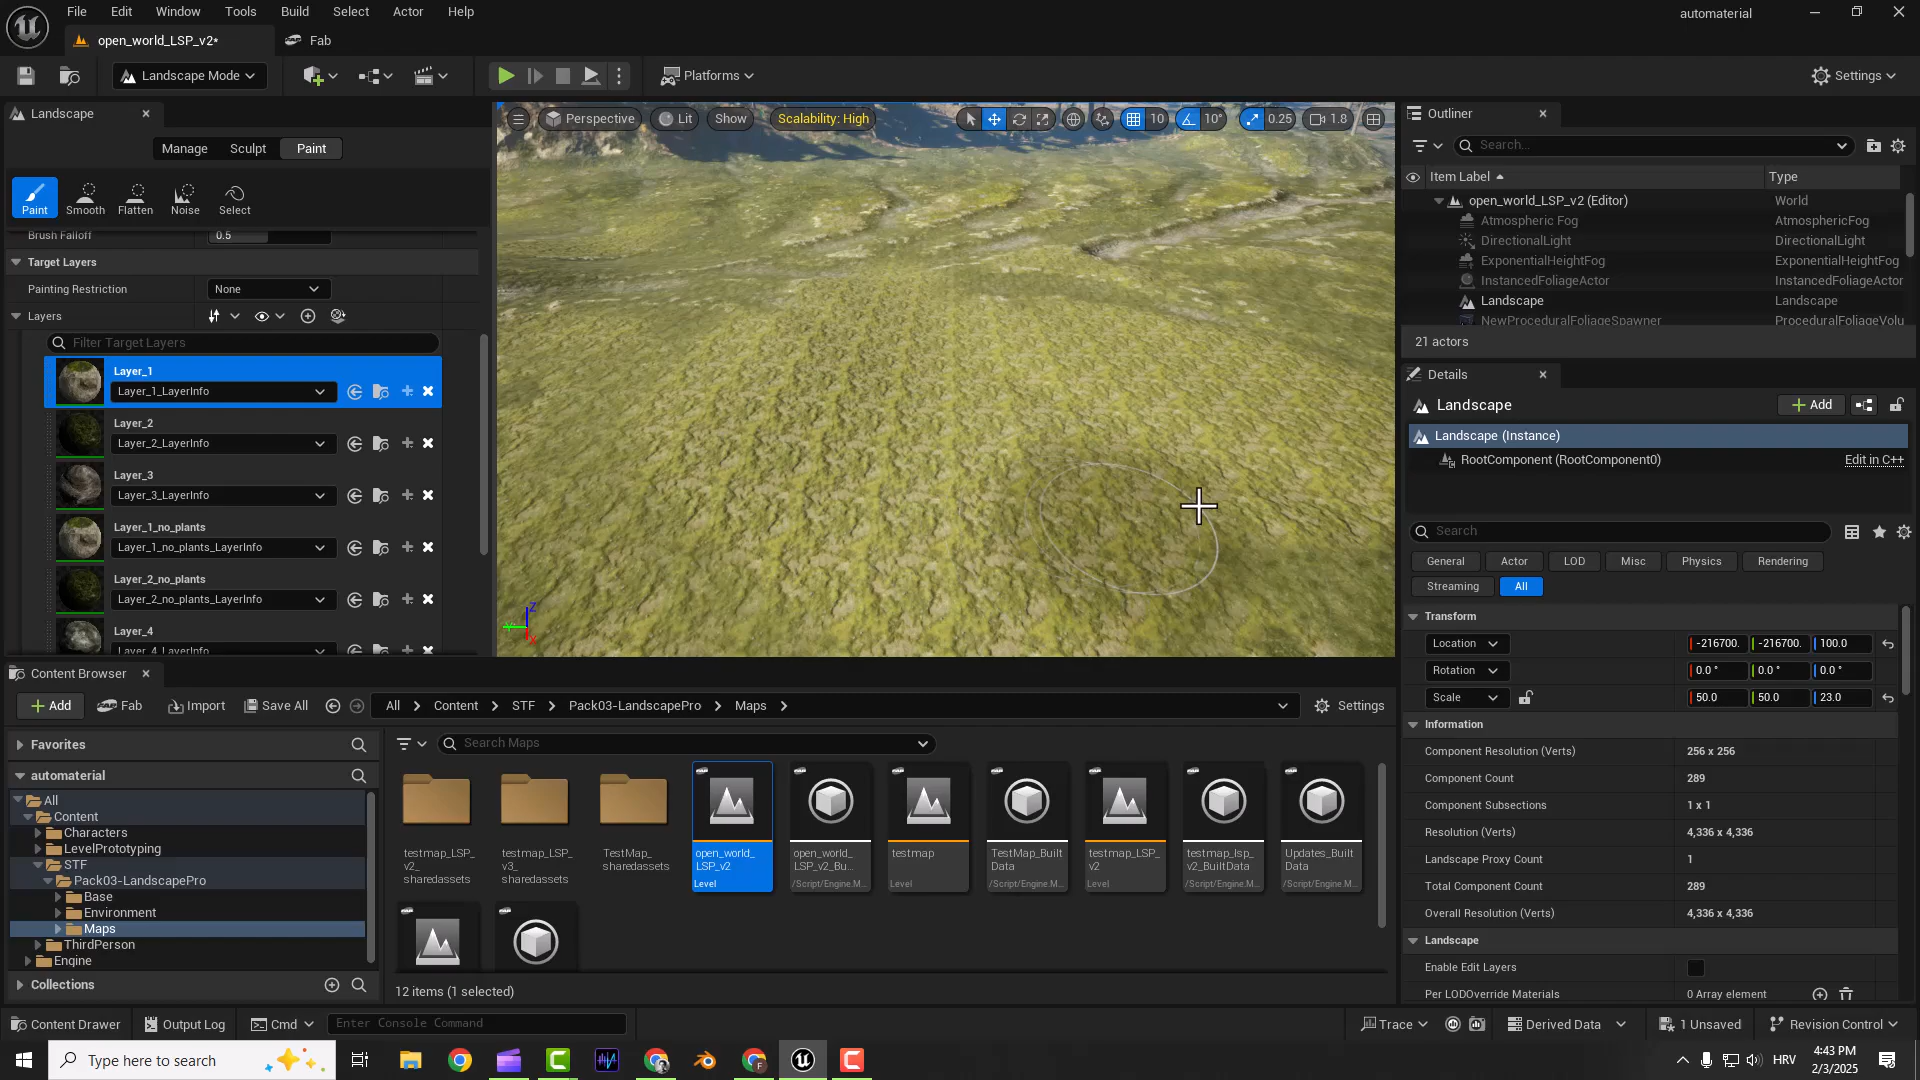 File Edit Window Tools Build Select Actor Help
automaterial
open_world_LSP_v2*
Fab
Landscape Mode
Platforms
Settings
Landscape
Manage
Sculpt
Paint
Paint
Smooth
Flatten
Noise
Select
Brush Falloff
0.5
Target Layers
Painting Restriction
None
Layers
Filter Target Layers
Layer_1
Layer_1_LayerInfo
Layer_2
Layer_2_LayerInfo
Layer_3
Layer_3_LayerInfo
Layer_1_no_plants
Layer_1_no_plants_LayerInfo
Layer_2_no_plants
Layer_2_no_plants_LayerInfo
Layer_4
Layer_4_LayerInfo
Perspective
Lit
Show
Scalability: High
10
10°
0.25
1.8
Z
X
Outliner
Search...
Item Label
Type
open_world_LSP_v2 (Editor)
World
Atmospheric Fog
AtmosphericFog
DirectionalLight
DirectionalLight
ExponentialHeightFog
ExponentialHeightFog
InstancedFoliageActor
InstancedFoliageActor
Landscape
Landscape
NewProceduralFoliageSpawner
ProceduralFoliageVolu
21 actors
Details
Landscape
Add
Landscape (Instance)
RootComponent (RootComponent0)
Edit in C++
Search
General
Actor
LOD
Misc
Physics
Rendering
Streaming
All
Transform
Location
-216700.
-216700.
100.0
Rotation
0.0 °
0.0 °
0.0 °
Scale
50.0
50.0
23.0
Information
Component Resolution (Verts)
256 x 256
Component Count
289
Component Subsections
1 x 1
Resolution (Verts)
4,336 x 4,336
Landscape Proxy Count
1
Total Component Count
289
Overall Resolution (Verts)
4,336 x 4,336
Landscape
Enable Edit Layers
Per LODOverride Materials
0 Array element
Content Browser
Add
Fab
Import
Save All
All
Content
STF
Pack03-LandscapePro
Maps
Settings
Favorites
automaterial
All
Content
Characters
LevelPrototyping
STF
Pack03-LandscapePro
Base
Environment
Maps
ThirdPerson
Engine
Collections
Search Maps
testmap_LSP_
v2_
sharedassets
testmap_LSP_
v3_
sharedassets
TestMap_
sharedassets
open_world_
LSP_v2
Level
open_world_
LSP_v2_Bu...
/Script/Engine.M...
testmap
Level
TestMap_Built
Data
/Script/Engine.M...
testmap_LSP_
v2
Level
testmap_lsp_
v2_BuiltData
/Script/Engine.M...
Updates_Built
Data
/Script/Engine.M...
12 items (1 selected)
Content Drawer
Output Log
Cmd
Enter Console Command
Trace
Derived Data
1 Unsaved
Revision Control
Type here to search
HRV
4:43 PM
2/3/2025